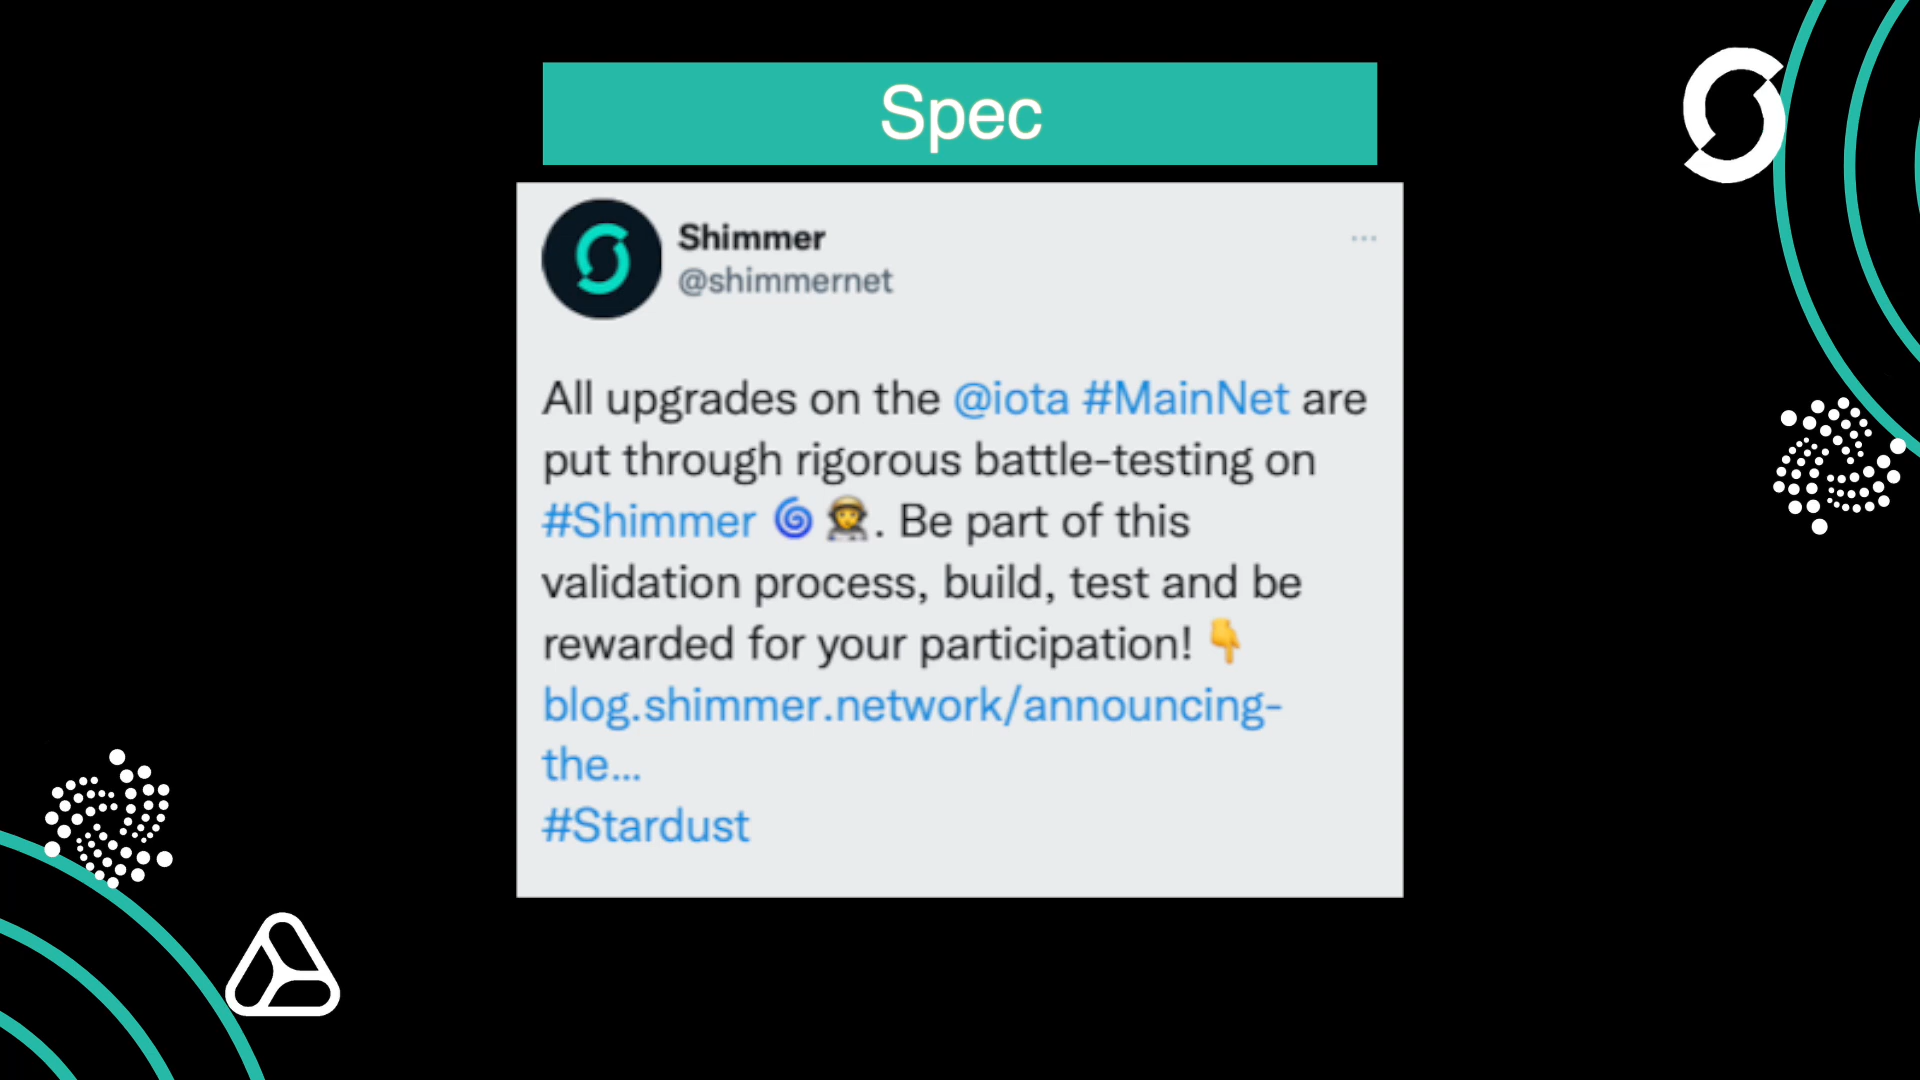 Spec
Shimmer
@shimmernet
All upgrades on the @iota #MainNet are
put through rigorous battle-testing on
#Shimmer 🌀👩‍🚀. Be part of this
validation process, build, test and be
rewarded for your participation! 👇
blog.shimmer.network/announcing-
the...
#Stardust